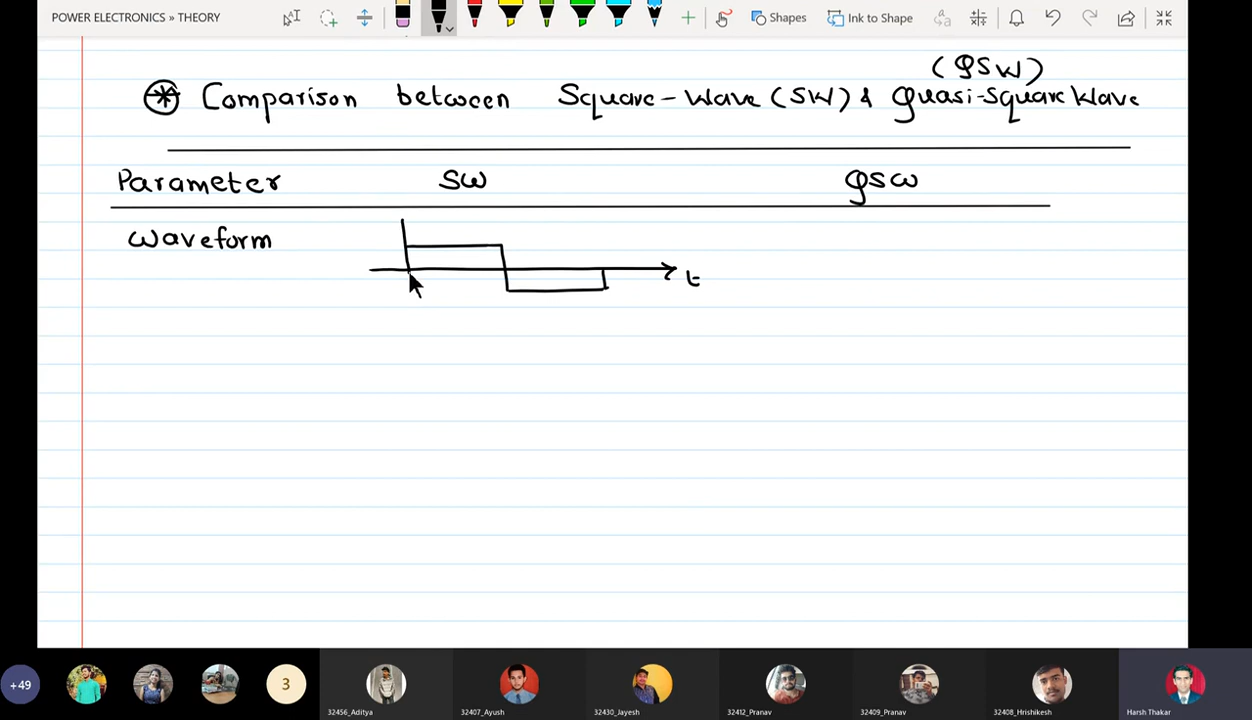 POWER ELECTRONICS » THEORY
Shapes
Ink to Shape
(QSW)
Comparison between Square-Wave (SW) & Quasi-Square Wave
Parameter SW QSW
Waveform
t
+49
3
32456_Aditya
32407_Ayush
32430_Jayesh
32412_Pranav
32409_Pranav
32408_Hrishikesh
Harsh Thakar